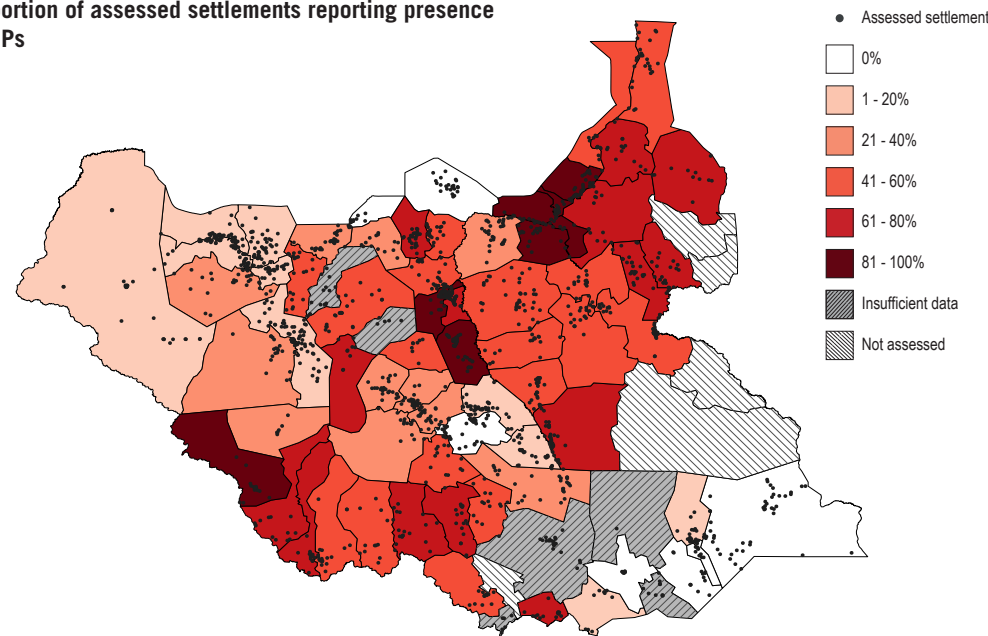 ortion of assessed settlements reporting presence
Ps
Assessed settlement
0%
1 - 20%
21 - 40%
41 - 60%
61 - 80%
81 - 100%
Insufficient data
Not assessed